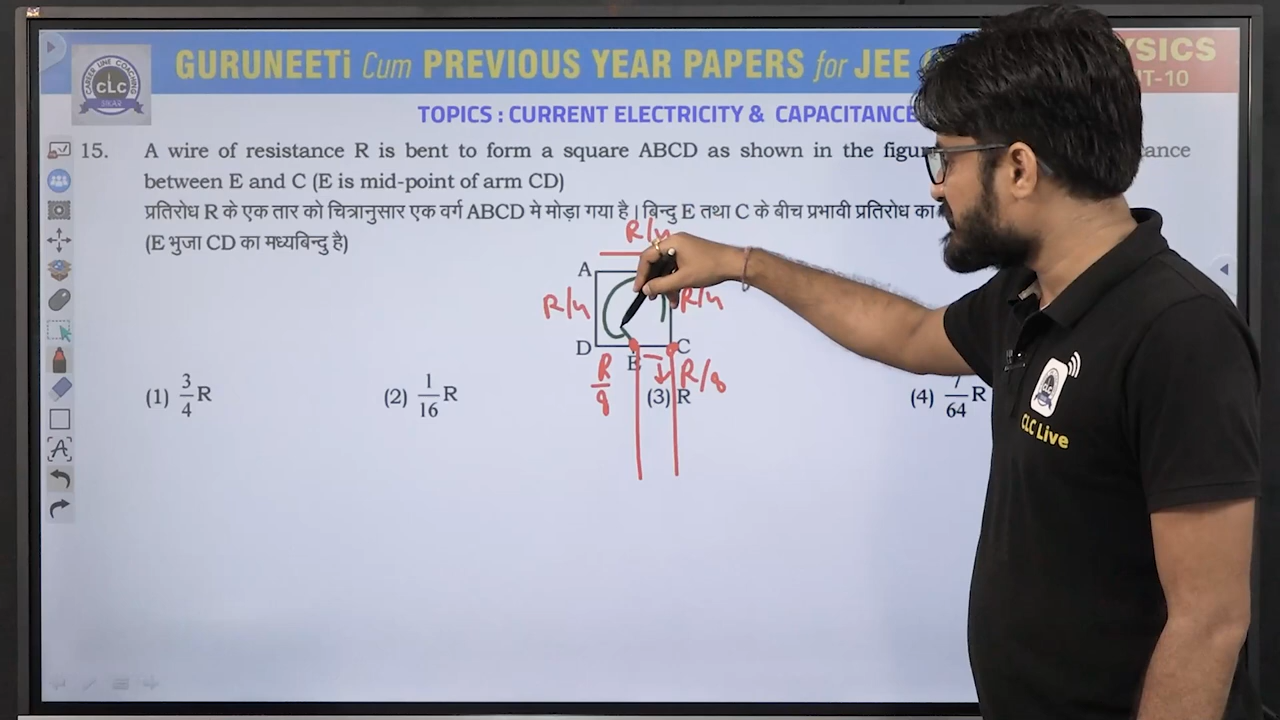 GURUNEETi Cum PREVIOUS YEAR PAPERS for JEE
YSICS
IT-10
CAREER LINE COACHING
CLC
SIKAR
TOPICS : CURRENT ELECTRICITY & CAPACITANCE
15. A wire of resistance R is bent to form a square ABCD as shown in the figur tance
between E and C (E is mid-point of arm CD)
प्रतिरोध R के एक तार को चित्रानुसार एक वर्ग ABCD मे मोड़ा गया है। बिन्दु E तथा C के बीच प्रभावी प्रतिरोध का
(E भुजा CD का मध्यबिन्दु है)
R/4
A
R/4 R/4
D E C
R/8 R/8
(1) 3/4 R (2) 1/16 R (3) R (4) 7/64 R
CLC Live